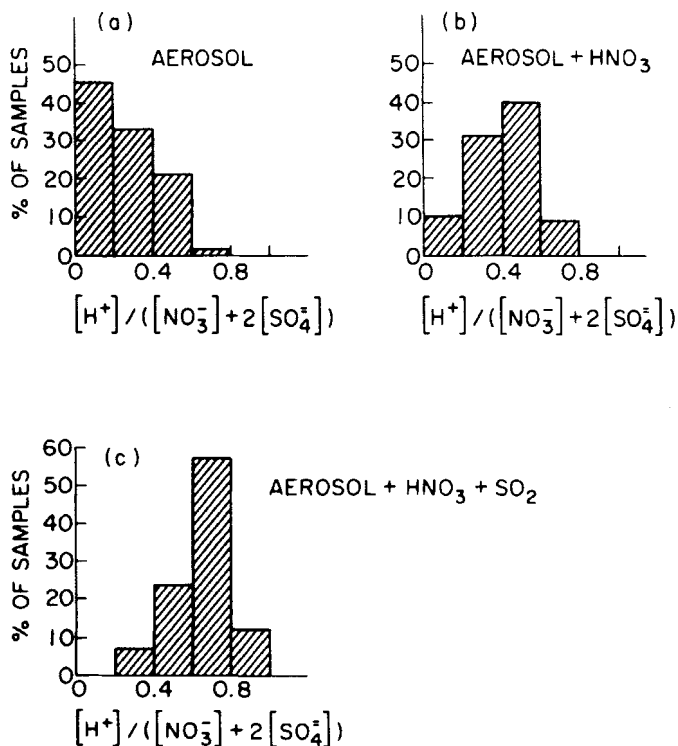 (a)
AEROSOL
% OF SAMPLES
50
40
30
20
10
0
0 0.4 0.8
[H⁺]/([NO₃⁻]+2[SO₄⁼])
(b)
AEROSOL + HNO₃
50
40
30
20
10
0
0 0.4 0.8
[H⁺]/([NO₃⁻]+2[SO₄⁼])
(c)
AEROSOL + HNO₃ + SO₂
% OF SAMPLES
60
50
40
30
20
10
0
0 0.4 0.8
[H⁺]/([NO₃⁻]+2[SO₄⁼])